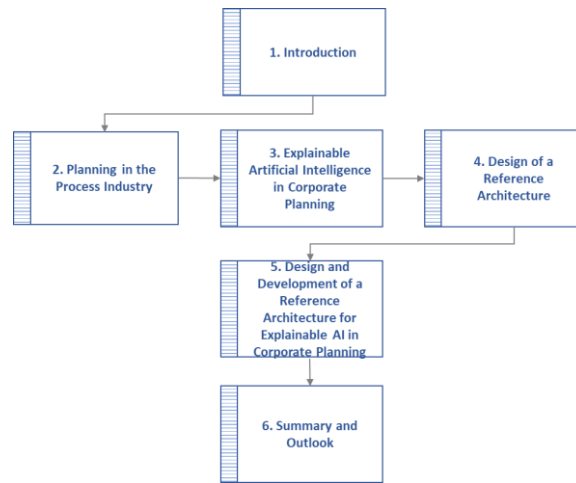 1. Introduction
2. Planning in the
Process Industry
3. Explainable
Artificial Intelligence
in Corporate
Planning
4. Design of a
Reference
Architecture
5. Design and
Development of a
Reference
Architecture for
Explainable AI in
Corporate Planning
6. Summary and
Outlook